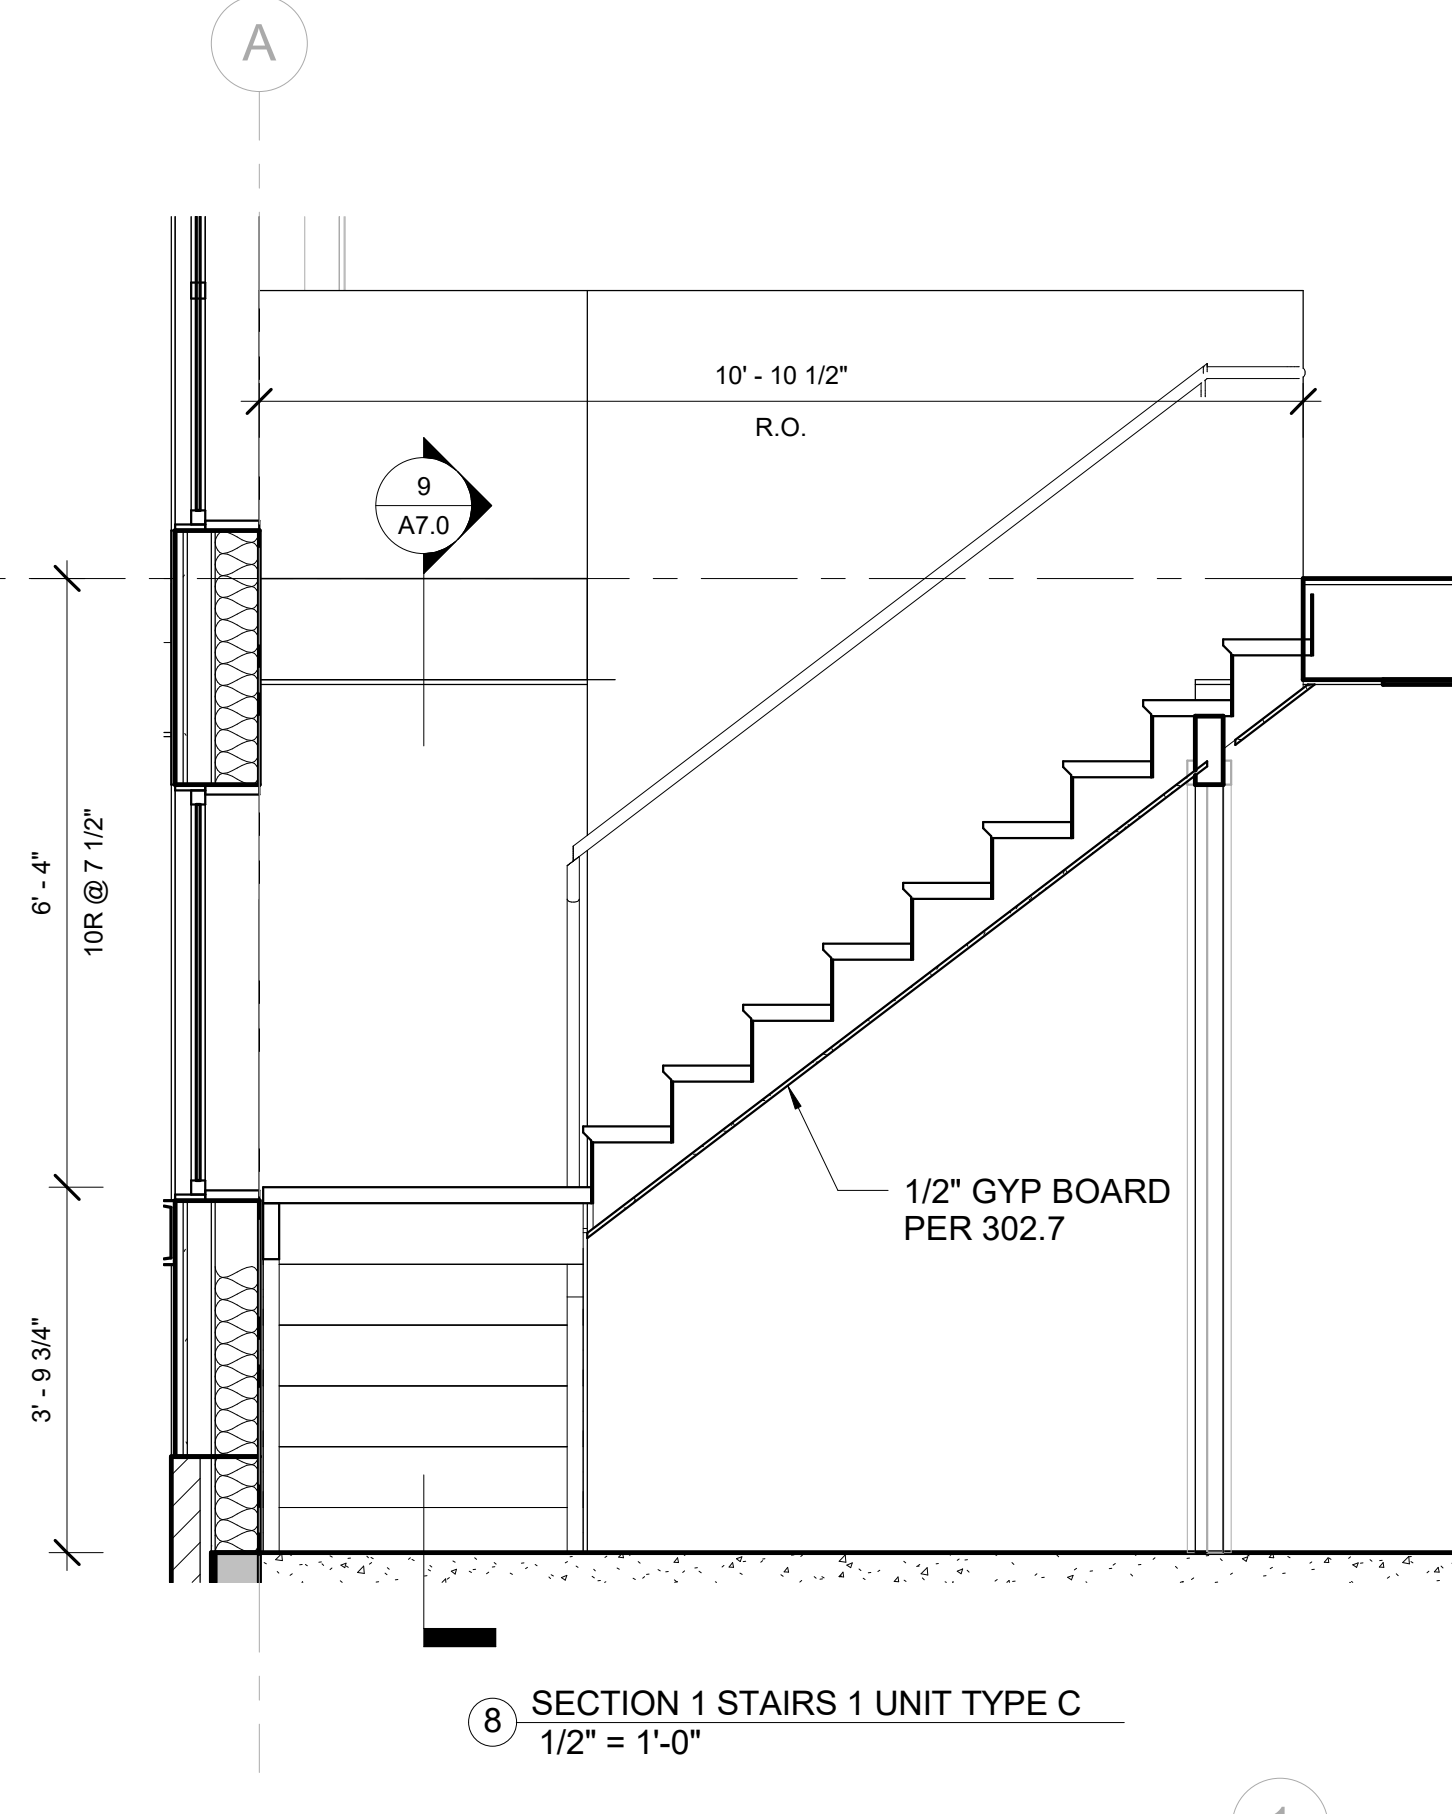 A
10' - 10 1/2"
R.O.
9
A7.0
6' - 4"
10R @ 7 1/2"
1/2" GYP BOARD
PER 302.7
3' - 9 3/4"
8
SECTION 1 STAIRS 1 UNIT TYPE C
1/2" = 1'-0"